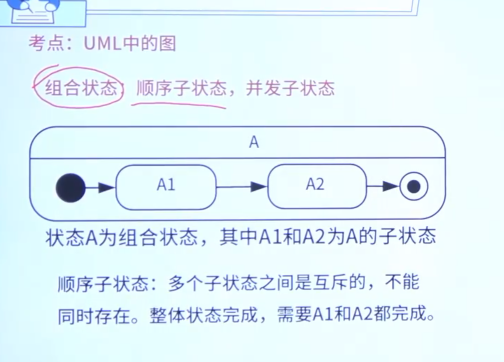 考点：UML中的图
组合状态：顺序子状态，并发子状态
A
A1
A2
状态A为组合状态，其中A1和A2为A的子状态
顺序子状态：多个子状态之间是互斥的，不能
同时存在。整体状态完成，需要A1和A2都完成。